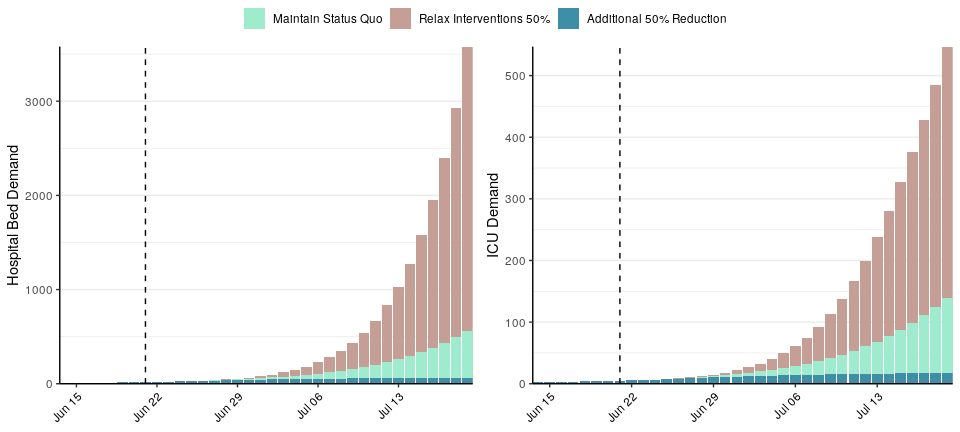 Maintain Status Quo Relax Interventions 50% Additional 50% Reduction
Hospital Bed Demand
3000
2000
1000
0
Jun 15 Jun 22 Jun 29 Jul 06 Jul 13
ICU Demand
500
400
300
200
100
0
Jun 15 Jun 22 Jun 29 Jul 06 Jul 13